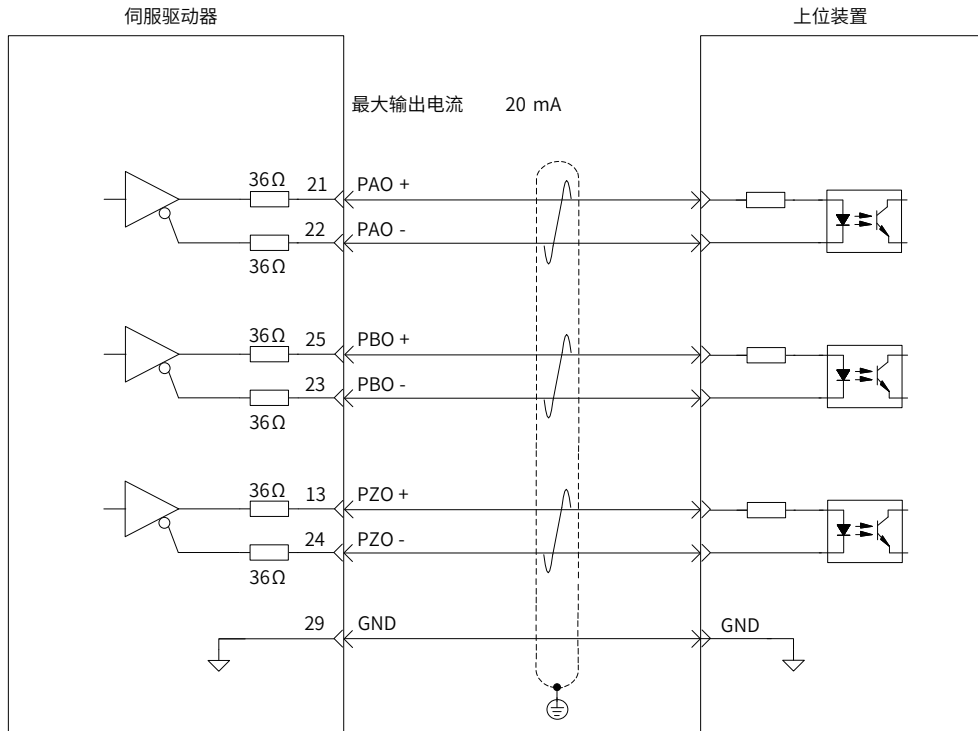 伺服驱动器
上位装置
最大输出电流 20 mA
36Ω 21 PAO +
22 PAO -
36Ω
36Ω 25 PBO +
23 PBO -
36Ω
36Ω 13 PZO +
24 PZO -
36Ω
29 GND
GND